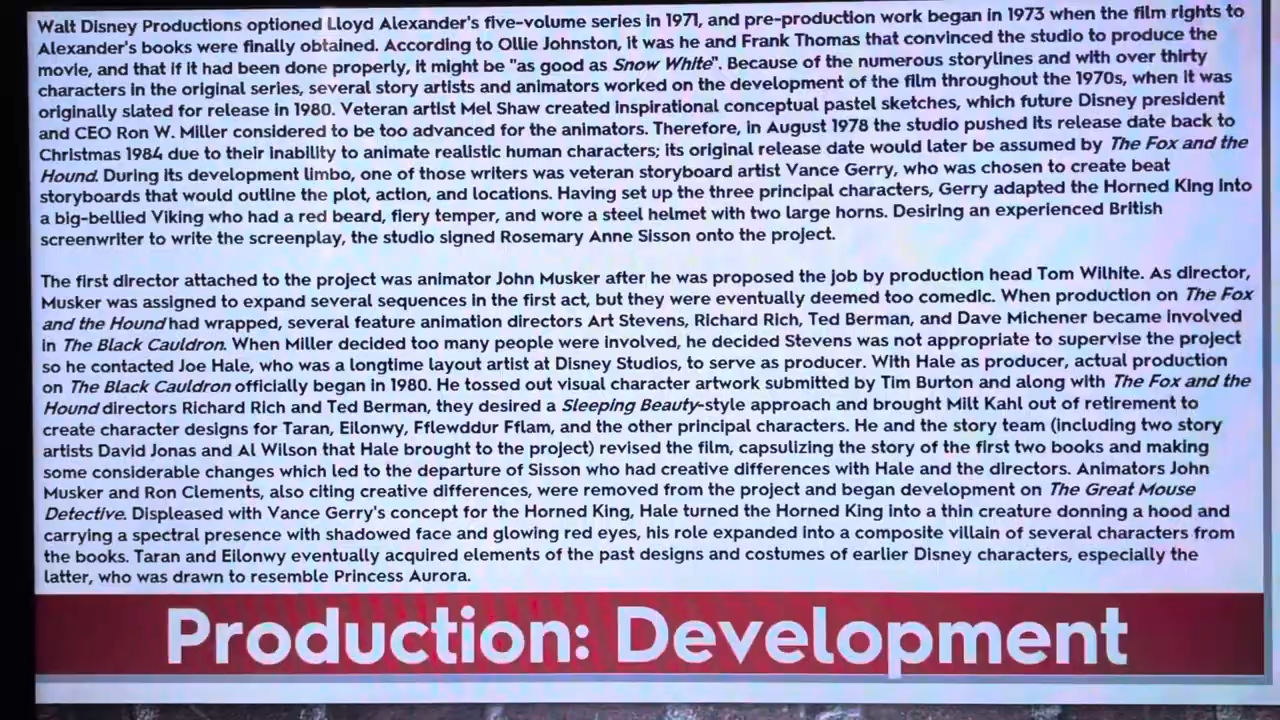 Walt Disney Productions optioned Lloyd Alexander's five-volume series in 1971, and pre-production work began in 1973 when the film rights to
Alexander's books were finally obtained. According to Ollie Johnston, it was he and Frank Thomas that convinced the studio to produce the
movie, and that if it had been done properly, it might be "as good as Snow White". Because of the numerous storylines and with over thirty
characters in the original series, several story artists and animators worked on the development of the film throughout the 1970s, when it was
originally slated for release in 1980. Veteran artist Mel Shaw created inspirational conceptual pastel sketches, which future Disney president
and CEO Ron W. Miller considered to be too advanced for the animators. Therefore, in August 1978 the studio pushed its release date back to
Christmas 1984 due to their inability to animate realistic human characters; its original release date would later be assumed by The Fox and the
Hound. During its development limbo, one of those writers was veteran storyboard artist Vance Gerry, who was chosen to create beat
storyboards that would outline the plot, action, and locations. Having set up the three principal characters, Gerry adapted the Horned King into
a big-bellied Viking who had a red beard, fiery temper, and wore a steel helmet with two large horns. Desiring an experienced British
screenwriter to write the screenplay, the studio signed Rosemary Anne Sisson onto the project.
The first director attached to the project was animator John Musker after he was proposed the job by production head Tom Wilhite. As director,
Musker was assigned to expand several sequences in the first act, but they were eventually deemed too comedic. When production on The Fox
and the Hound had wrapped, several feature animation directors Art Stevens, Richard Rich, Ted Berman, and Dave Michener became involved
in The Black Cauldron. When Miller decided too many people were involved, he decided Stevens was not appropriate to supervise the project
so he contacted Joe Hale, who was a longtime layout artist at Disney Studios, to serve as producer. With Hale as producer, actual production
on The Black Cauldron officially began in 1980. He tossed out visual character artwork submitted by Tim Burton and along with The Fox and the
Hound directors Richard Rich and Ted Berman, they desired a Sleeping Beauty-style approach and brought Milt Kahl out of retirement to
create character designs for Taran, Eilonwy, Fflewddur Fflam, and the other principal characters. He and the story team (including two story
artists David Jonas and Al Wilson that Hale brought to the project) revised the film, capsulizing the story of the first two books and making
some considerable changes which led to the departure of Sisson who had creative differences with Hale and the directors. Animators John
Musker and Ron Clements, also citing creative differences, were removed from the project and began development on The Great Mouse
Detective. Displeased with Vance Gerry's concept for the Horned King, Hale turned the Horned King into a thin creature donning a hood and
carrying a spectral presence with shadowed face and glowing red eyes, his role expanded into a composite villain of several characters from
the books. Taran and Eilonwy eventually acquired elements of the past designs and costumes of earlier Disney characters, especially the
latter, who was drawn to resemble Princess Aurora.
Production: Development